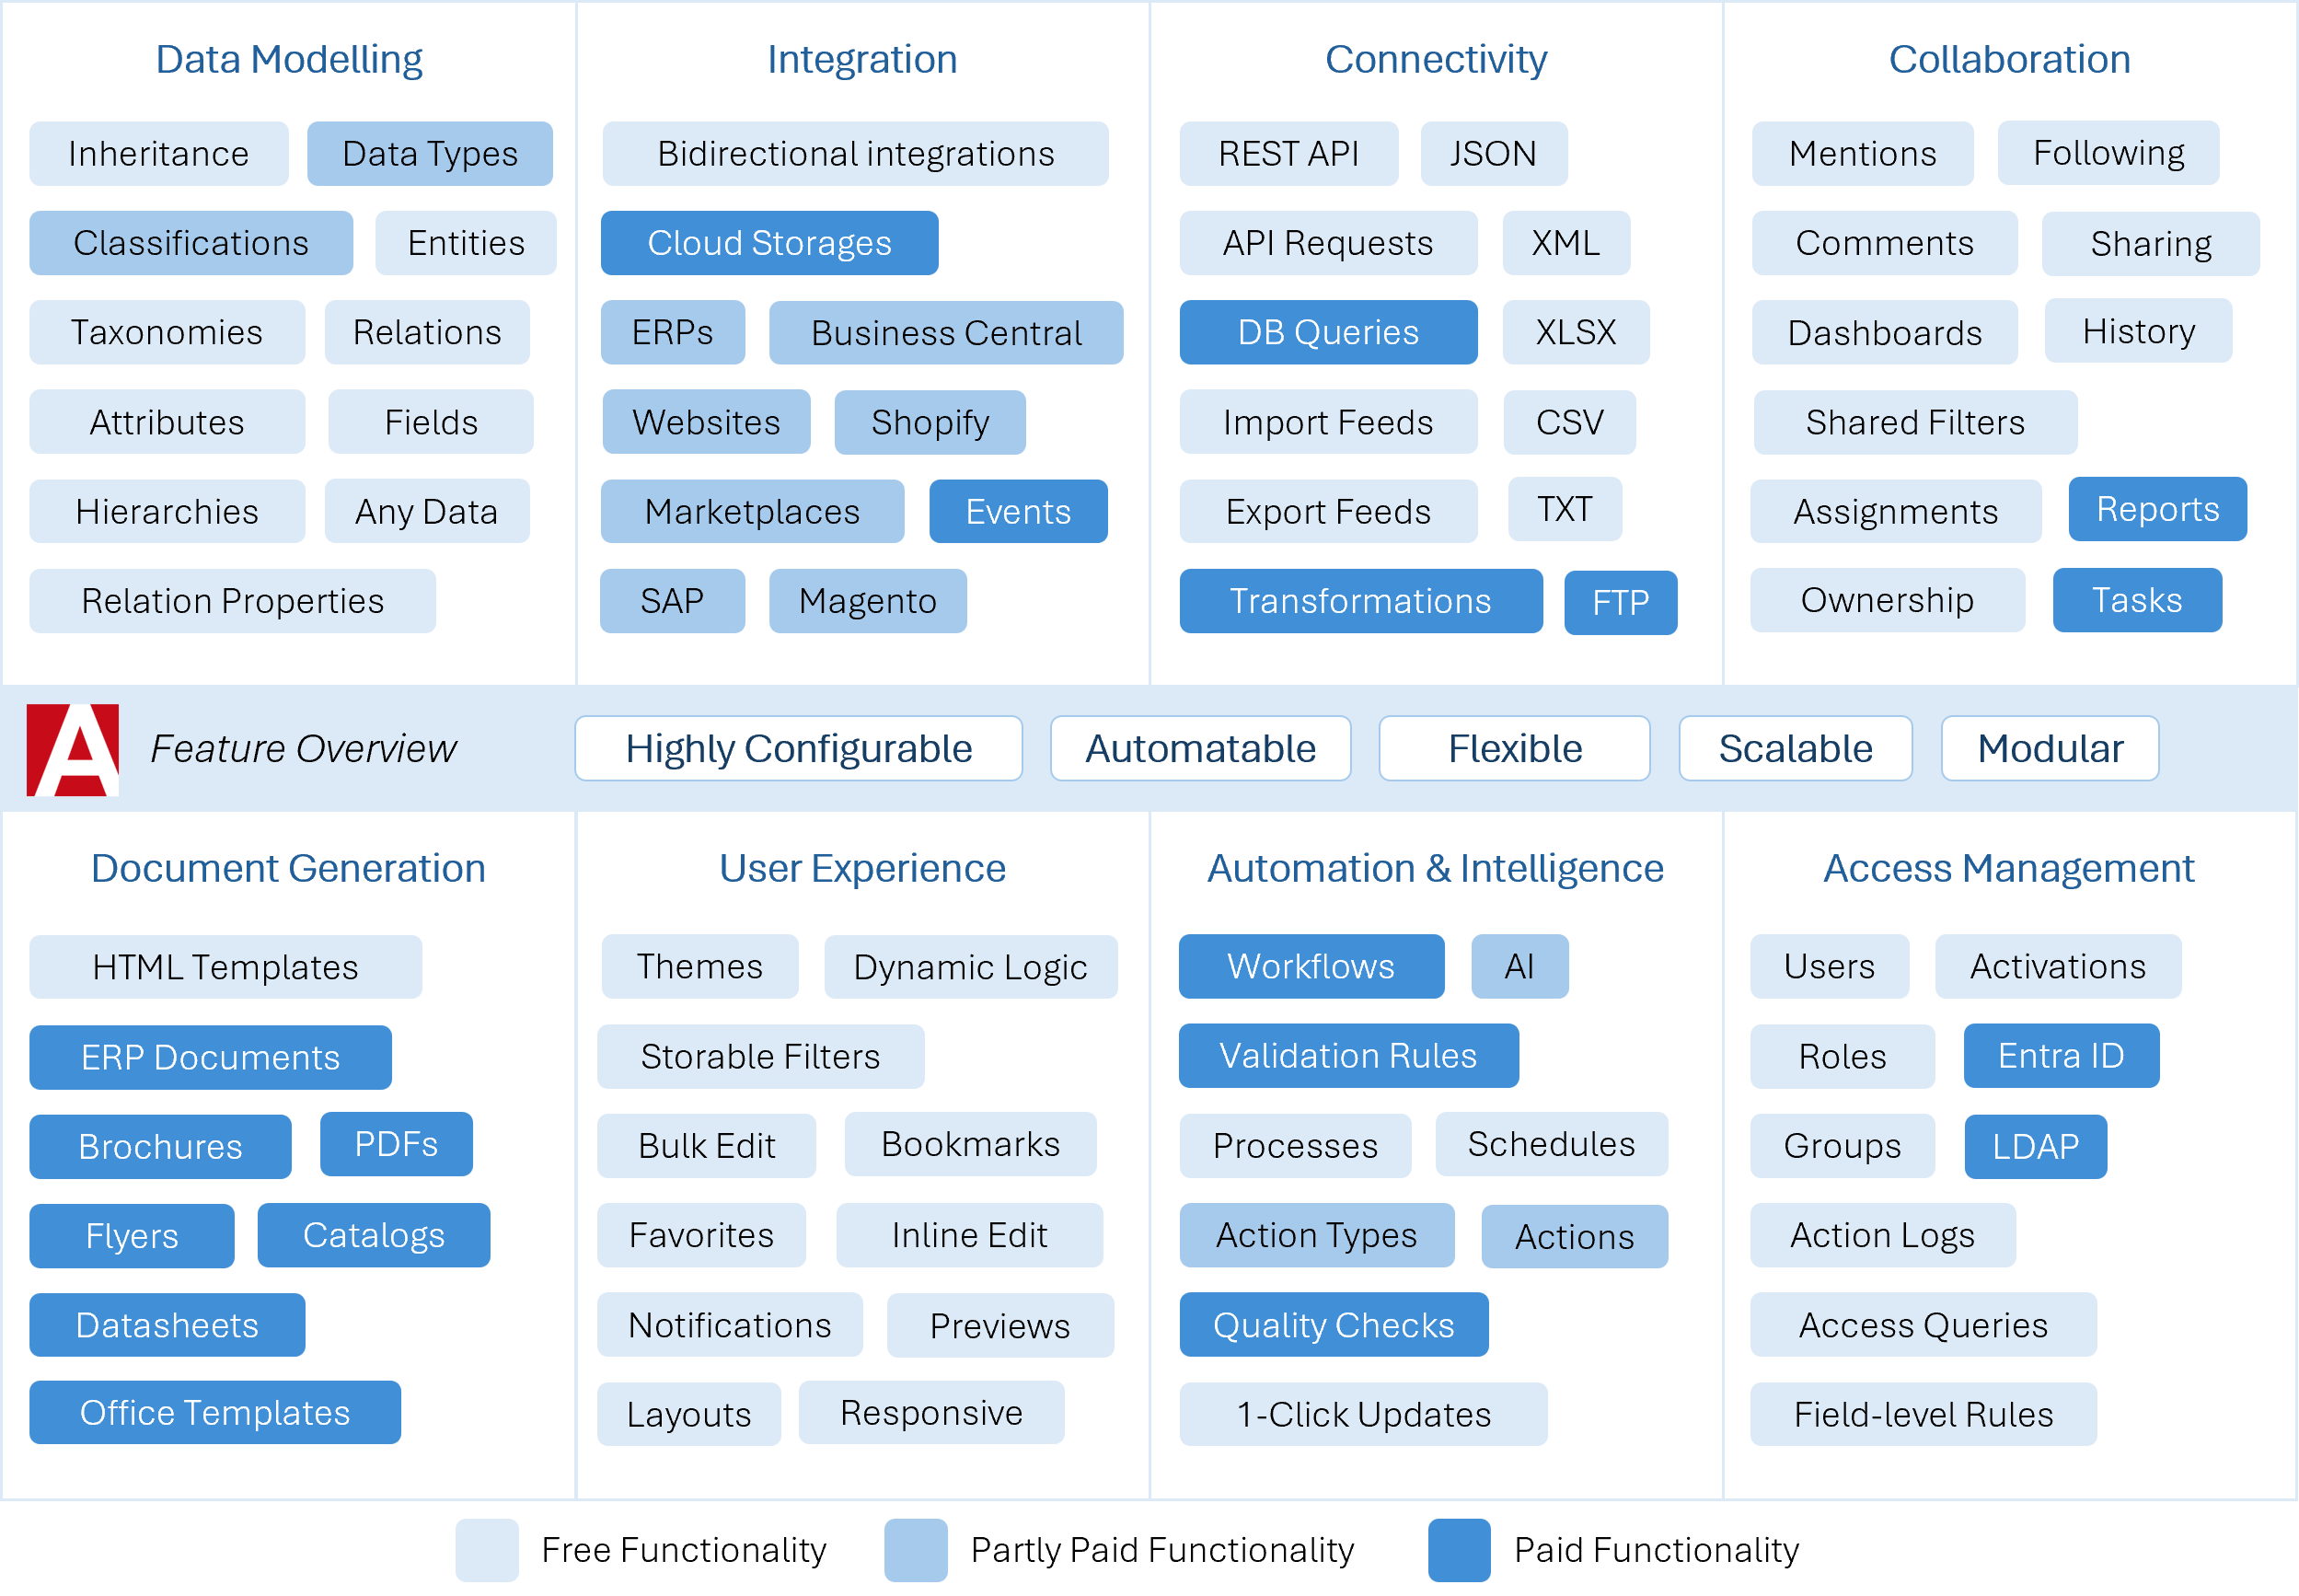 Data Modelling
Inheritance
Data Types
Classifications
Entities
Taxonomies
Relations
Attributes
Fields
Hierarchies
Any Data
Relation Properties
Integration
Bidirectional integrations
Cloud Storages
ERPs
Business Central
Websites
Shopify
Marketplaces
Events
SAP
Magento
Connectivity
REST API
JSON
API Requests
XML
DB Queries
XLSX
Import Feeds
CSV
Export Feeds
TXT
Transformations
FTP
Collaboration
Mentions
Following
Comments
Sharing
Dashboards
History
Shared Filters
Assignments
Reports
Ownership
Tasks
A
Feature Overview
Highly Configurable
Automatable
Flexible
Scalable
Modular
Document Generation
HTML Templates
ERP Documents
Brochures
PDFs
Flyers
Catalogs
Datasheets
Office Templates
User Experience
Themes
Dynamic Logic
Storable Filters
Bulk Edit
Bookmarks
Favorites
Inline Edit
Notifications
Previews
Layouts
Responsive
Automation & Intelligence
Workflows
AI
Validation Rules
Processes
Schedules
Action Types
Actions
Quality Checks
1-Click Updates
Access Management
Users
Activations
Roles
Entra ID
Groups
LDAP
Action Logs
Access Queries
Field-level Rules
Free Functionality
Partly Paid Functionality
Paid Functionality